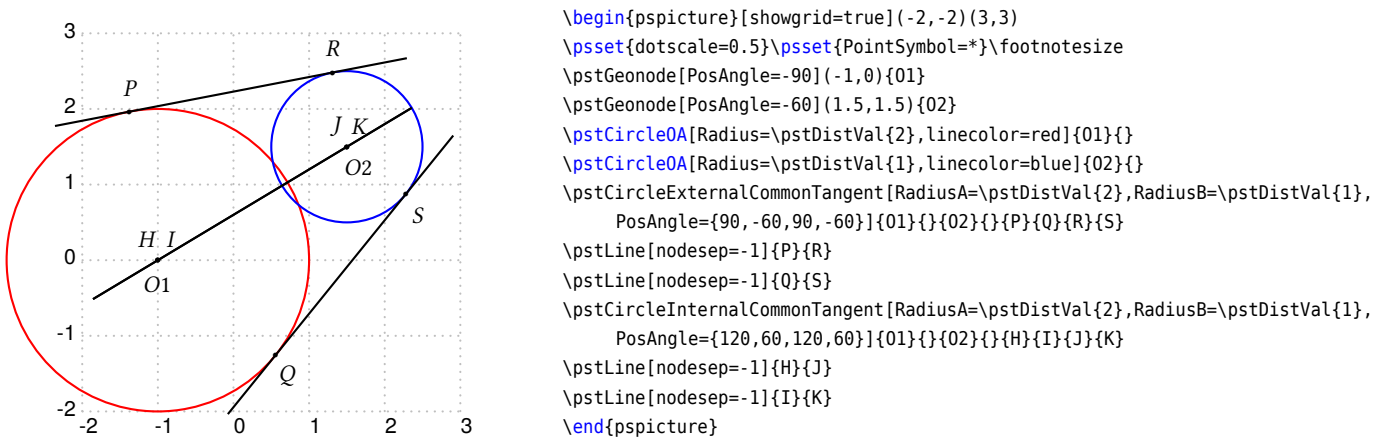 3
R
P
2
J K
O2
1
S
H I
0
O1
-1
Q
-2
-2 -1 0 1 2 3
\begin{pspicture}[showgrid=true](-2,-2)(3,3)
\psset{dotscale=0.5}\psset{PointSymbol=*}\footnotesize
\pstGeonode[PosAngle=-90](-1,0){O1}
\pstGeonode[PosAngle=-60](1.5,1.5){O2}
\pstCircleOA[Radius=\pstDistVal{2},linecolor=red]{O1}{}
\pstCircleOA[Radius=\pstDistVal{1},linecolor=blue]{O2}{}
\pstCircleExternalCommonTangent[RadiusA=\pstDistVal{2},RadiusB=\pstDistVal{1},
PosAngle={90,-60,90,-60}]{O1}{}{O2}{}{P}{Q}{R}{S}
\pstLine[nodesep=-1]{P}{R}
\pstLine[nodesep=-1]{Q}{S}
\pstCircleInternalCommonTangent[RadiusA=\pstDistVal{2},RadiusB=\pstDistVal{1},
PosAngle={120,60,120,60}]{O1}{}{O2}{}{H}{I}{J}{K}
\pstLine[nodesep=-1]{H}{J}
\pstLine[nodesep=-1]{I}{K}
\end{pspicture}